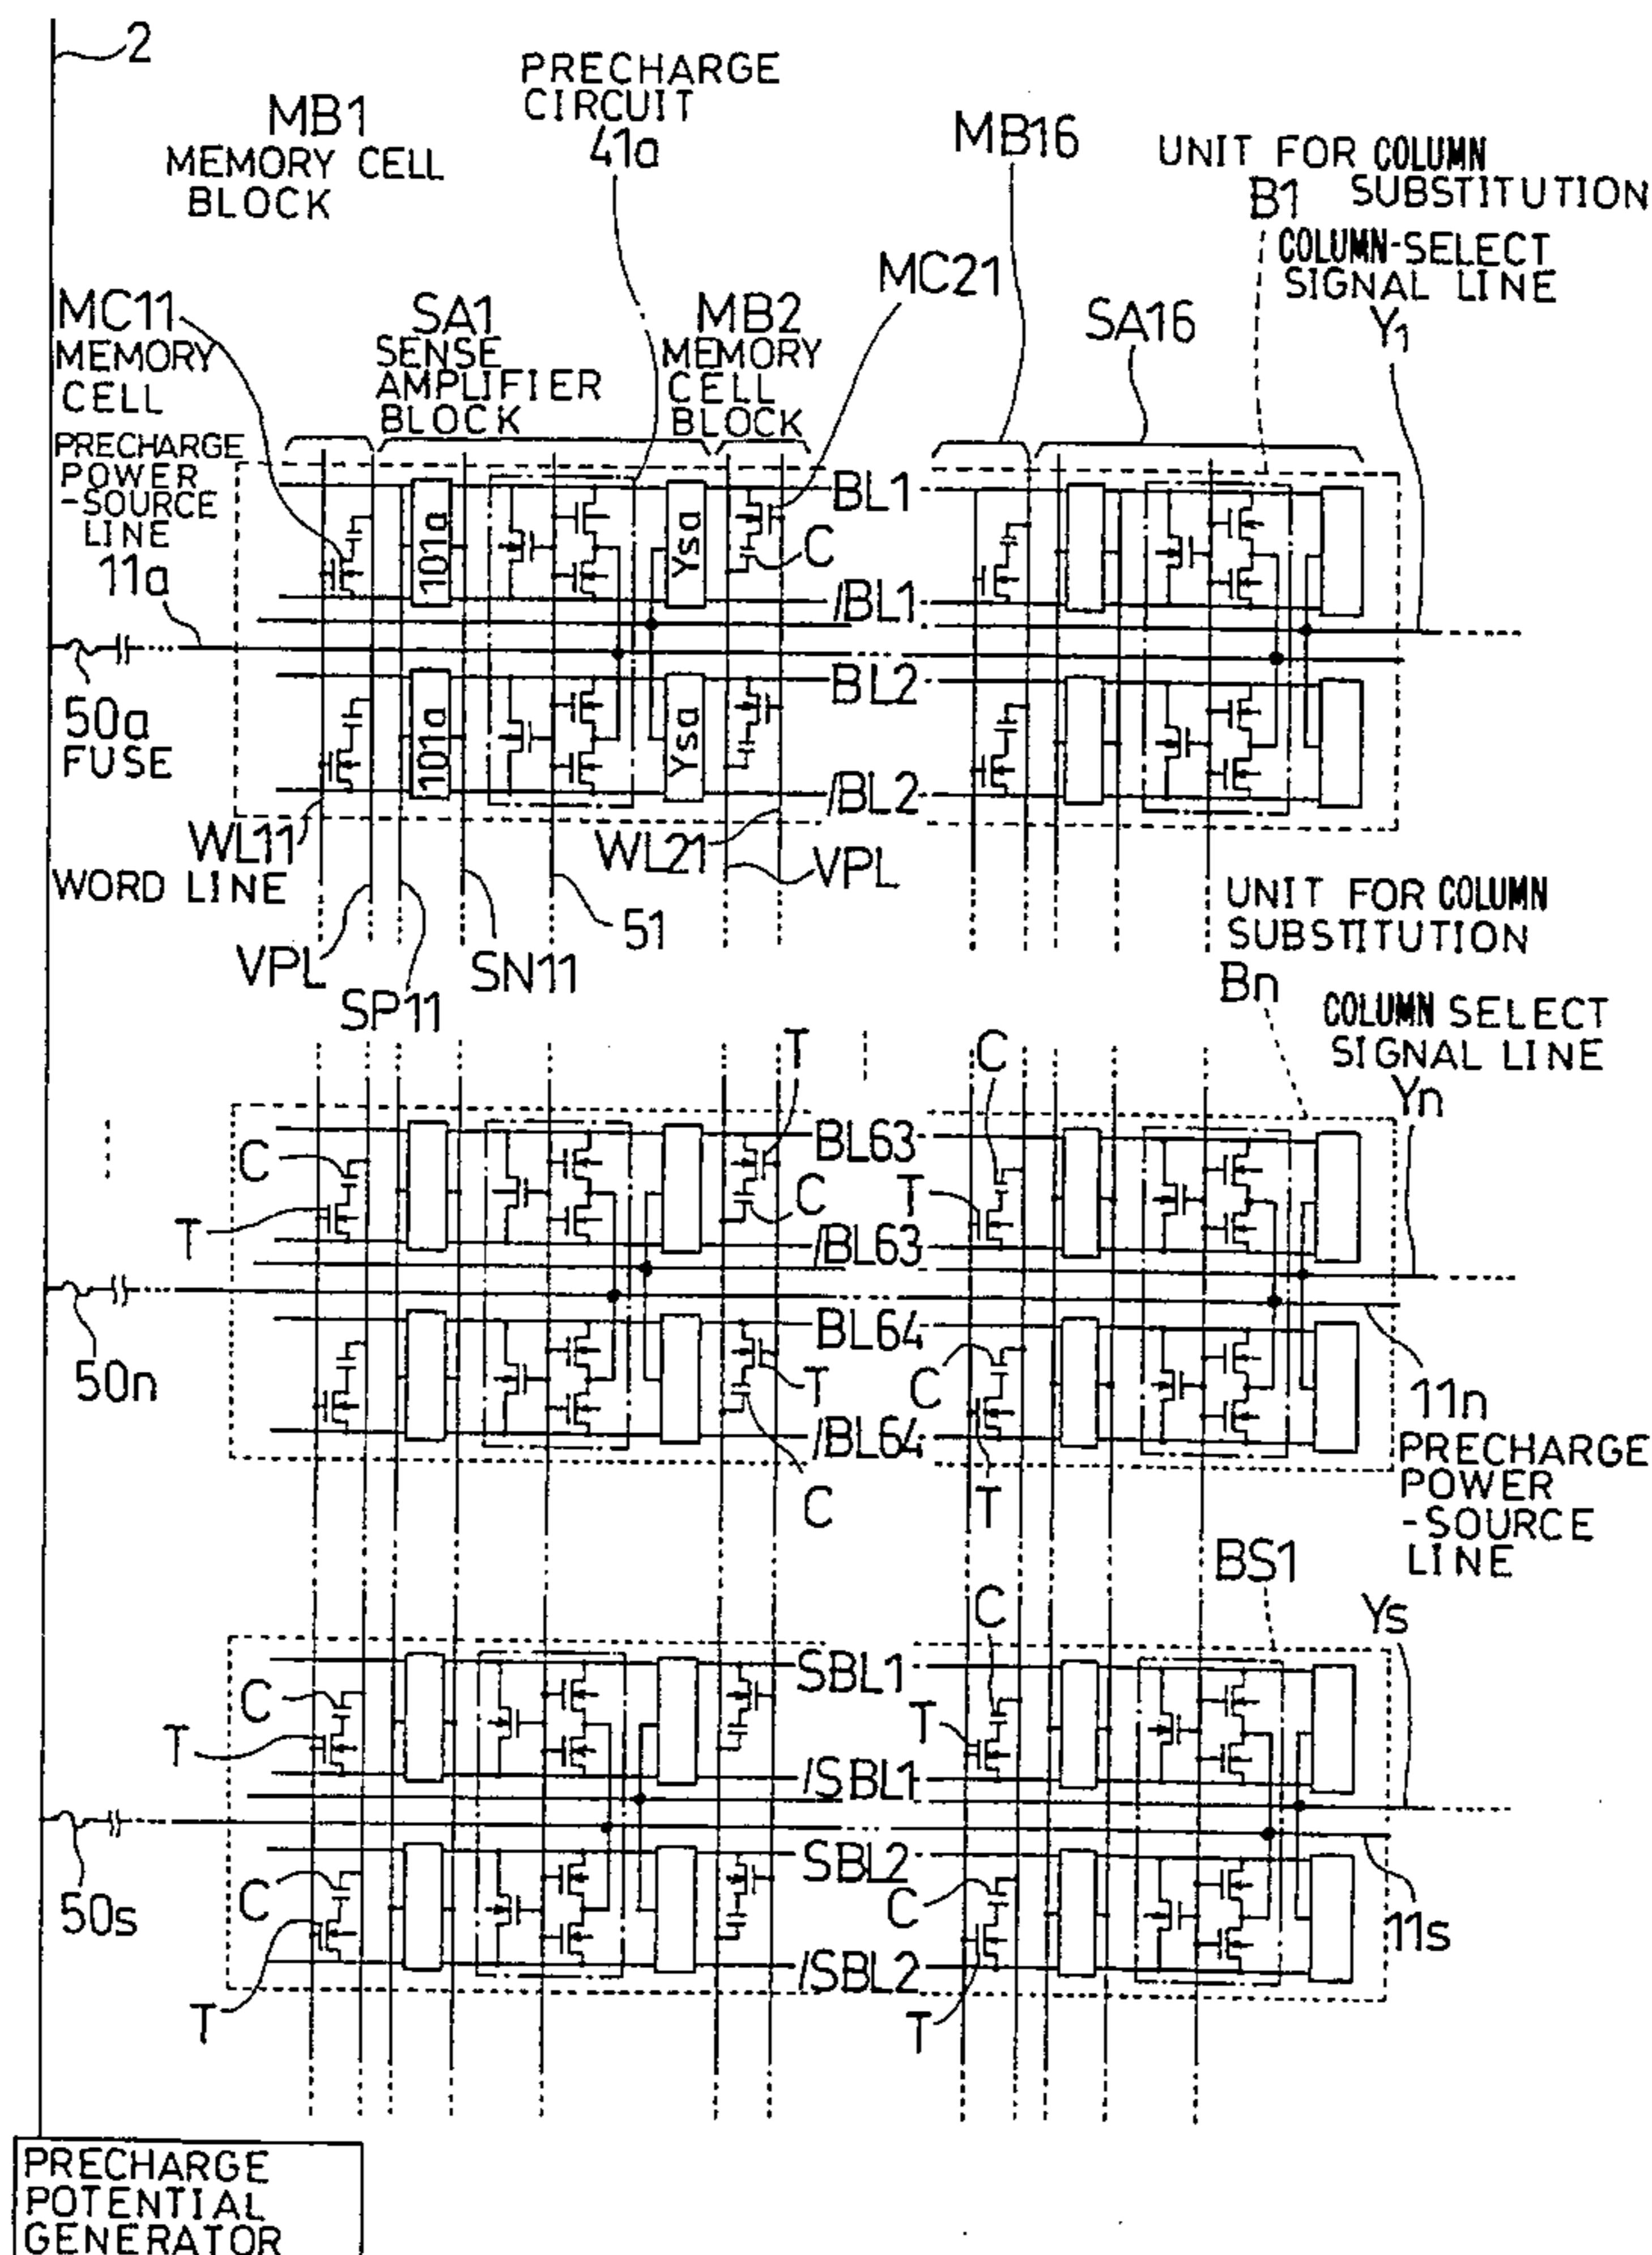 2
PRECHARGE
CIRCUIT
41a
MB1
MEMORY CELL
BLOCK
MB16
UNIT FOR COLUMN
SUBSTITUTION
B1
COLUMN-SELECT
SIGNAL LINE
Y1
MC11
MEMORY
CELL
SA1
SENSE
AMPLIFIER
BLOCK
MB2
MEMORY
CELL
BLOCK
MC21
SA16
PRECHARGE
POWER
-SOURCE
LINE
11a
101a
Ysa
BL1
C
/BL1
50a
FUSE
101a
Ysa
BL2
/BL2
WL11
WORD LINE
WL21
VPL
VPL
SP11
SN11
51
UNIT FOR COLUMN
SUBSTITUTION
Bn
COLUMN SELECT
SIGNAL LINE
Yn
T
C
C
T
BL63
C
T
/BL63
50n
BL64
T
C
/BL64
C
T
11n
PRECHARGE
POWER
-SOURCE
LINE
BS1
Ys
C
C
T
SBL1
T
/SBL1
50s
C
T
SBL2
C
/SBL2
T
11s
PRECHARGE
POTENTIAL
GENERATOR